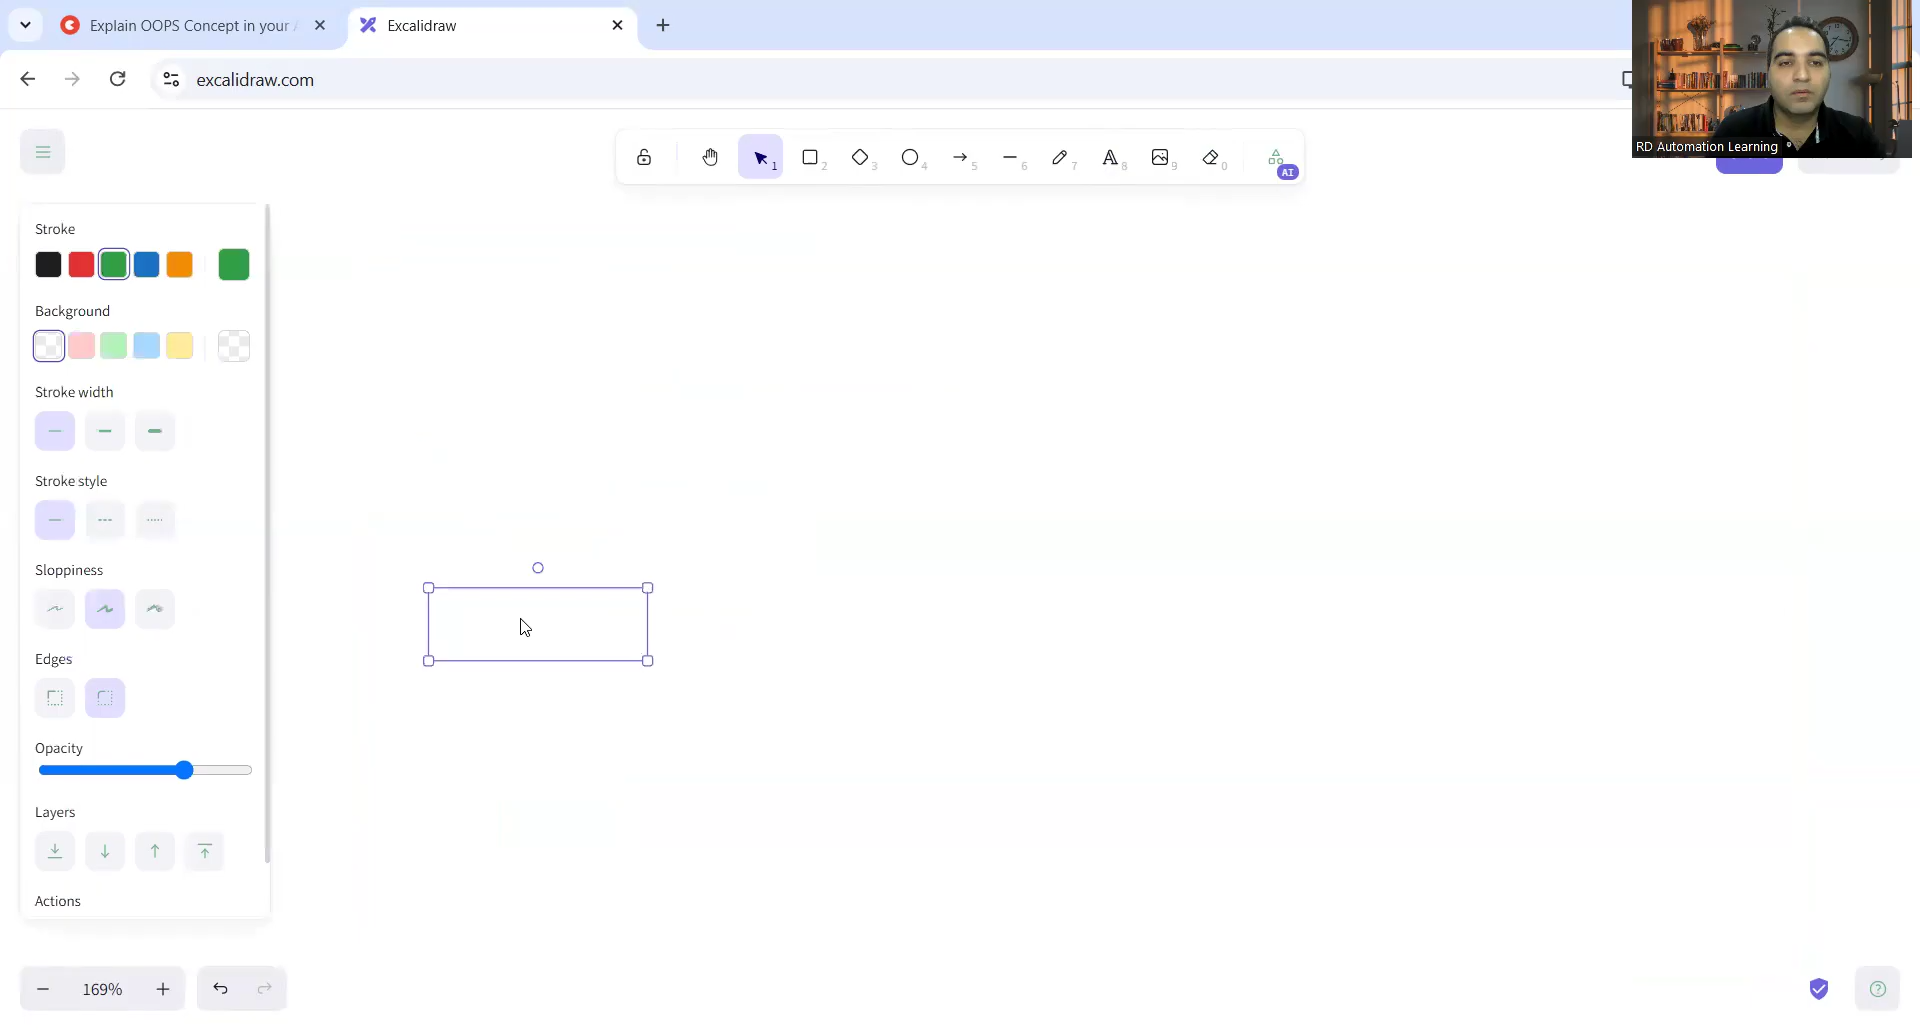 Explain OOPS Concept in your A
Excalidraw
excalidraw.com
1
2
3
4
5
6
7
8
9
0
AI
RD Automation Learning
Stroke
Background
Stroke width
Stroke style
Sloppiness
Edges
Opacity
Layers
Actions
169%